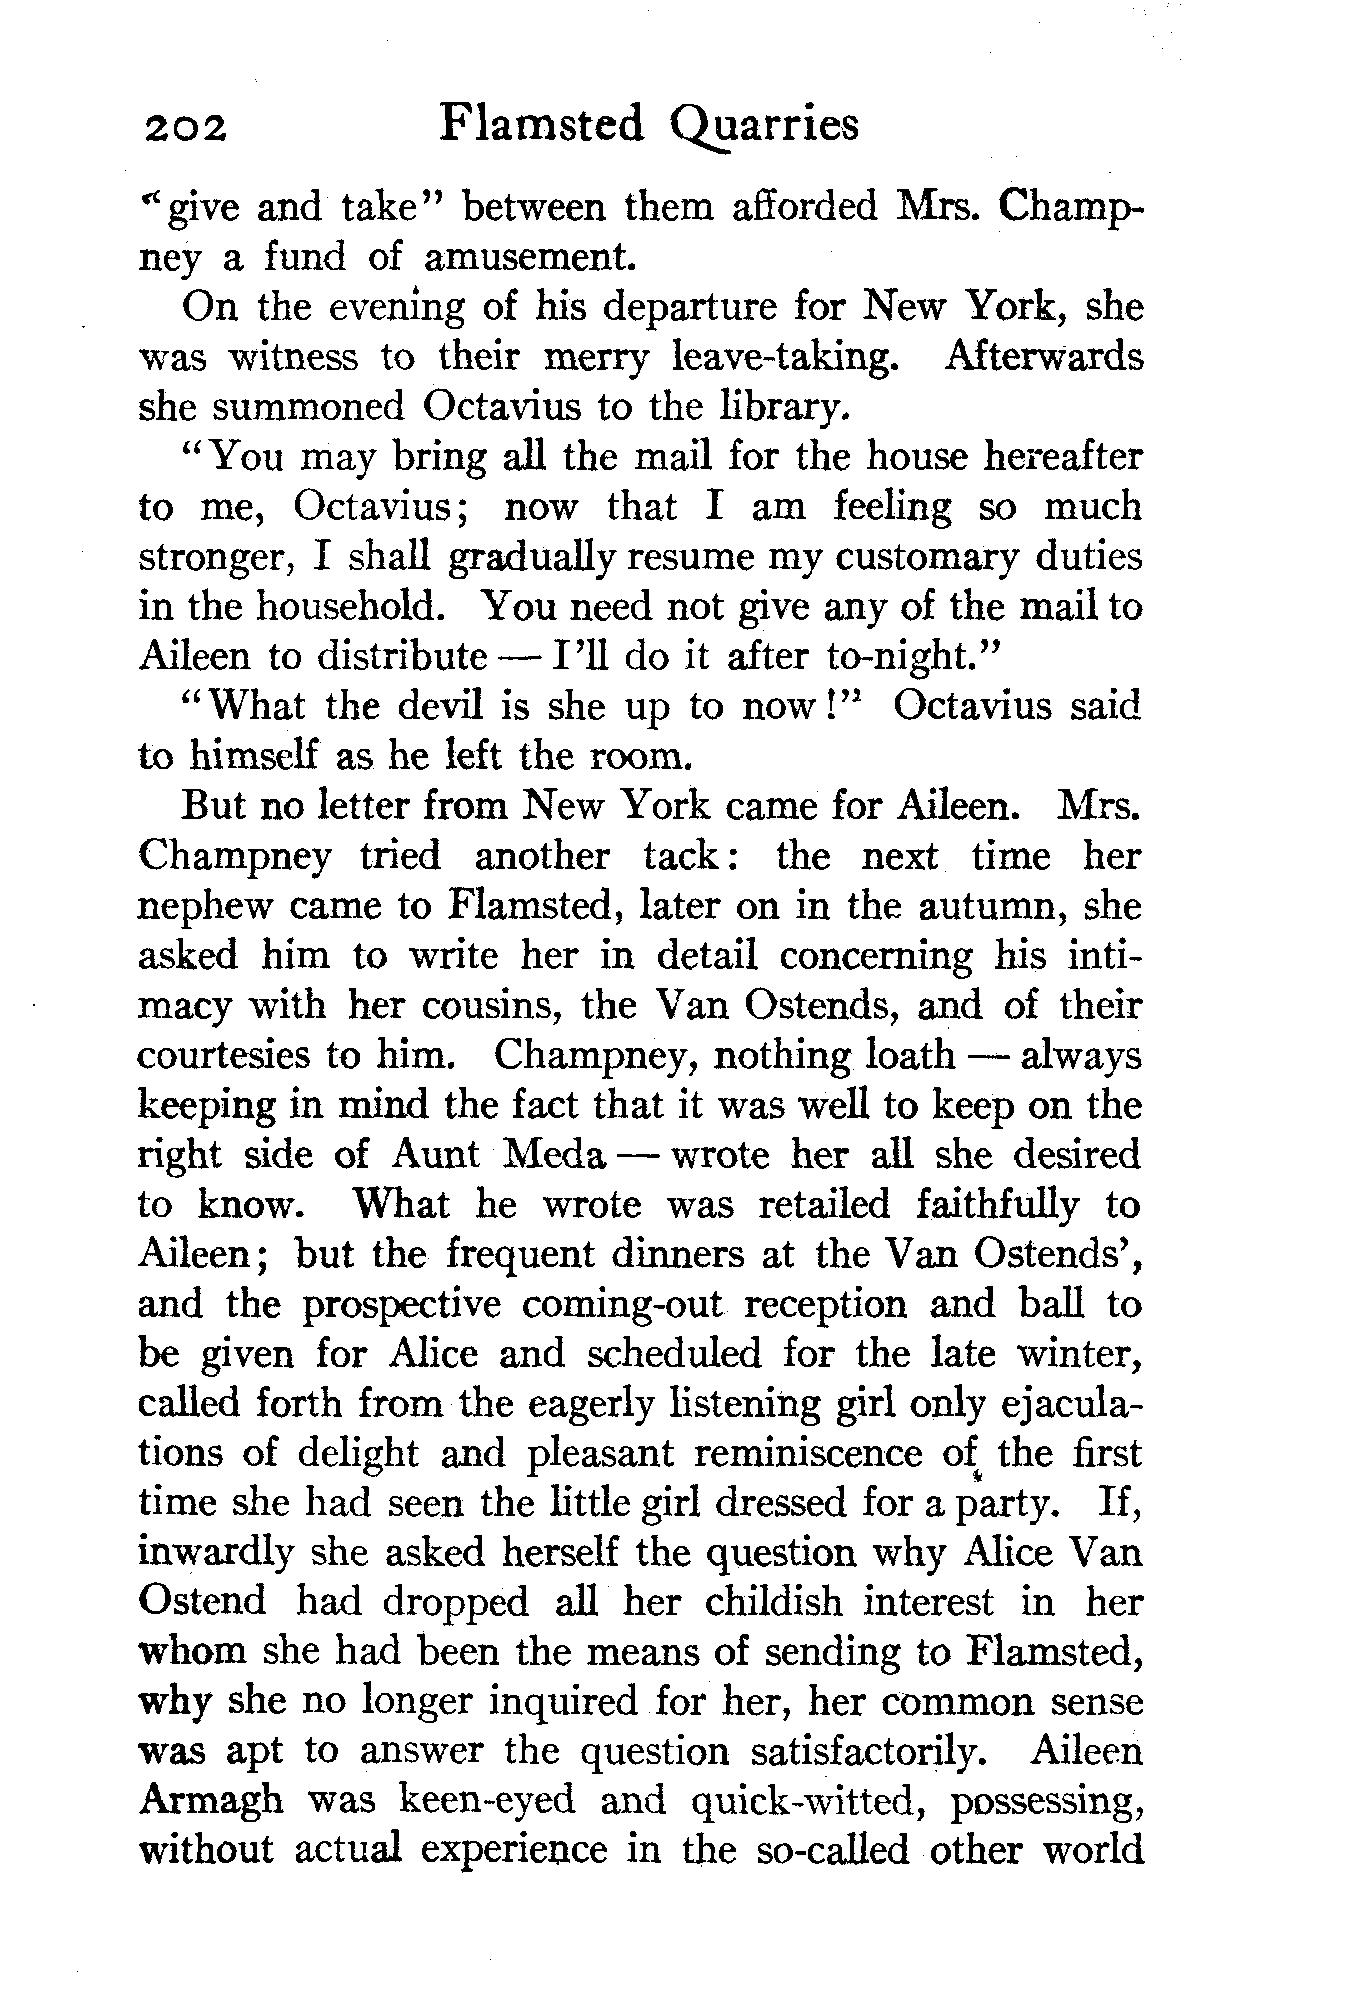 202 Flamsted Quarries
"give and take" between them afforded Mrs. Champ-
ney a fund of amusement.
On the evening of his departure for New York, she
was witness to their merry leave-taking. Afterwards
she summoned Octavius to the library.
"You may bring all the mail for the house hereafter
to me, Octavius; now that I am feeling so much
stronger, I shall gradually resume my customary duties
in the household. You need not give any of the mail to
Aileen to distribute — I'll do it after to-night."
"What the devil is she up to now!" Octavius said
to himself as he left the room.
But no letter from New York came for Aileen. Mrs.
Champney tried another tack: the next time her
nephew came to Flamsted, later on in the autumn, she
asked him to write her in detail concerning his inti-
macy with her cousins, the Van Ostends, and of their
courtesies to him. Champney, nothing loath — always
keeping in mind the fact that it was well to keep on the
right side of Aunt Meda — wrote her all she desired
to know. What he wrote was retailed faithfully to
Aileen; but the frequent dinners at the Van Ostends',
and the prospective coming-out reception and ball to
be given for Alice and scheduled for the late winter,
called forth from the eagerly listening girl only ejacula-
tions of delight and pleasant reminiscence of the first
time she had seen the little girl dressed for a party. If,
inwardly she asked herself the question why Alice Van
Ostend had dropped all her childish interest in her
whom she had been the means of sending to Flamsted,
why she no longer inquired for her, her common sense
was apt to answer the question satisfactorily. Aileen
Armagh was keen-eyed and quick-witted, possessing,
without actual experience in the so-called other world